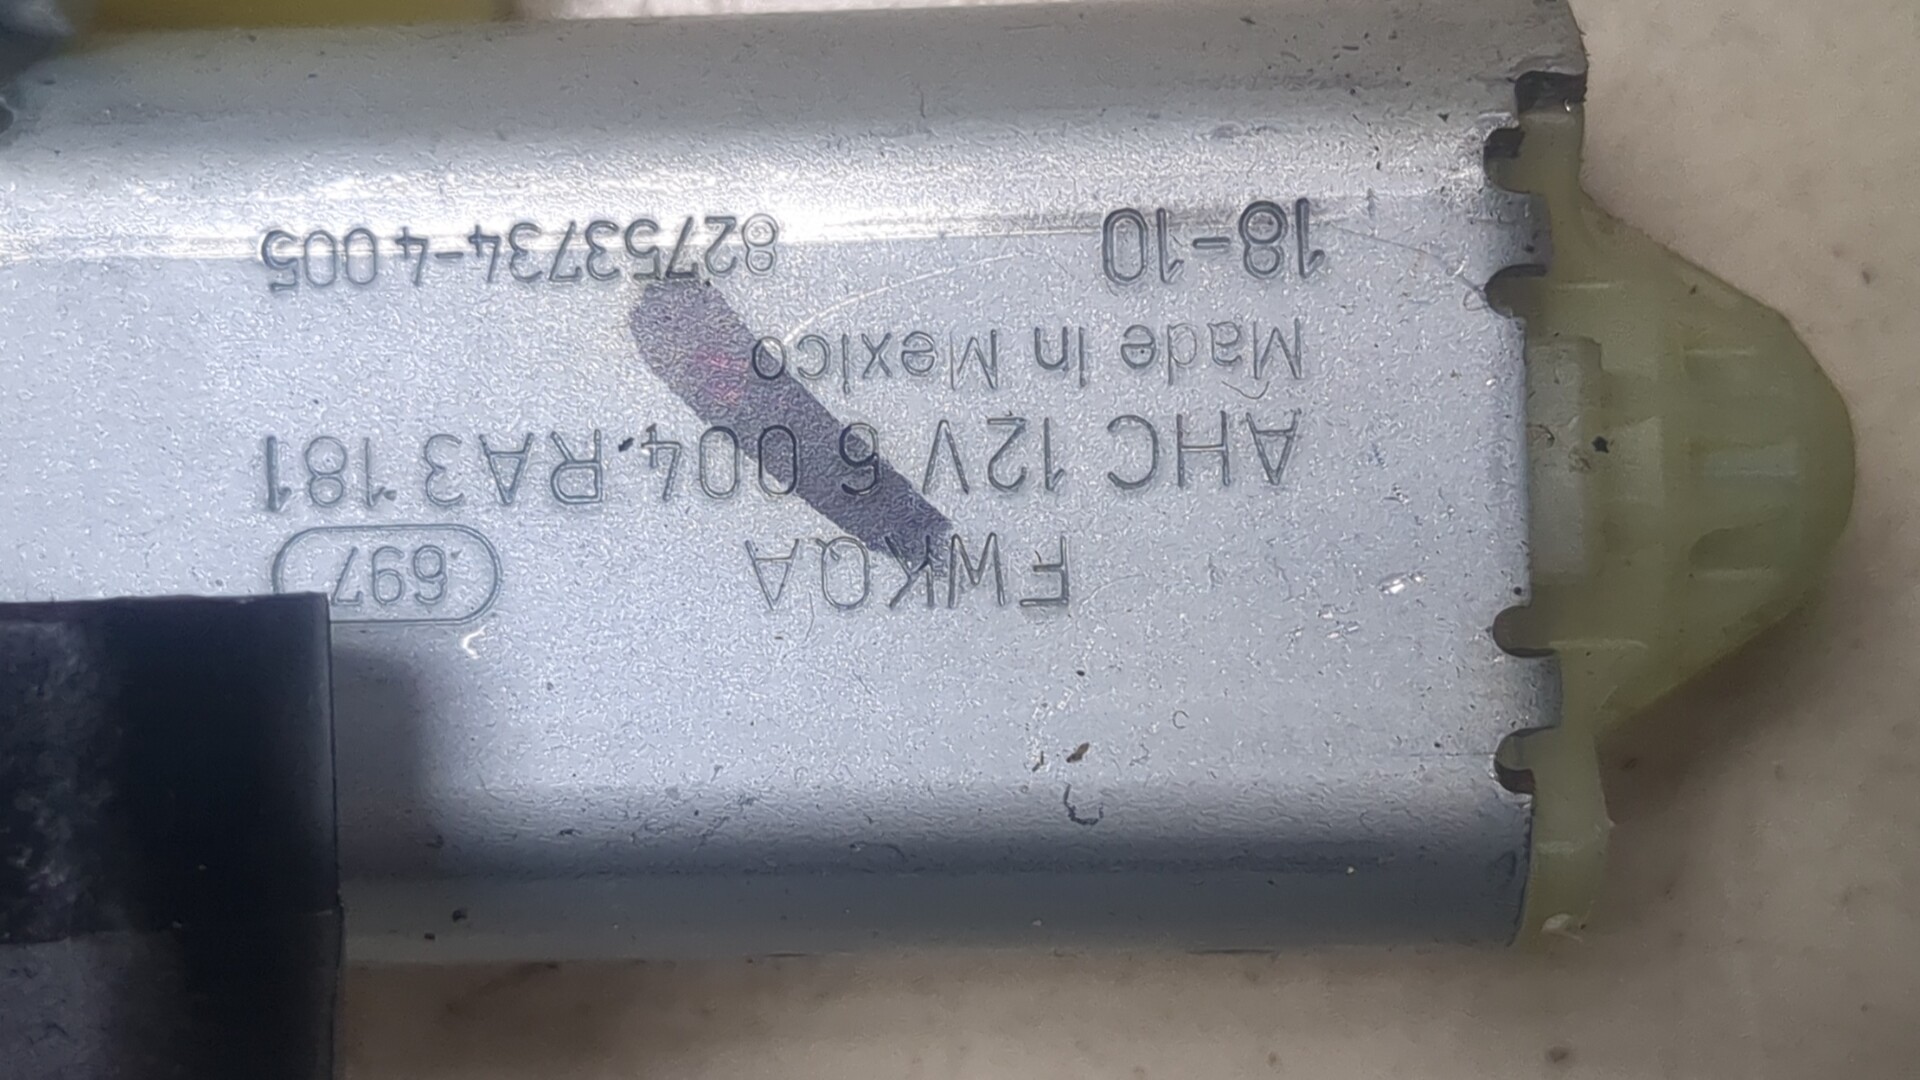 FWKQA 697
AHC 12V 6 004 RA3 181
Made in Mexico
18-10 82753734-4 005